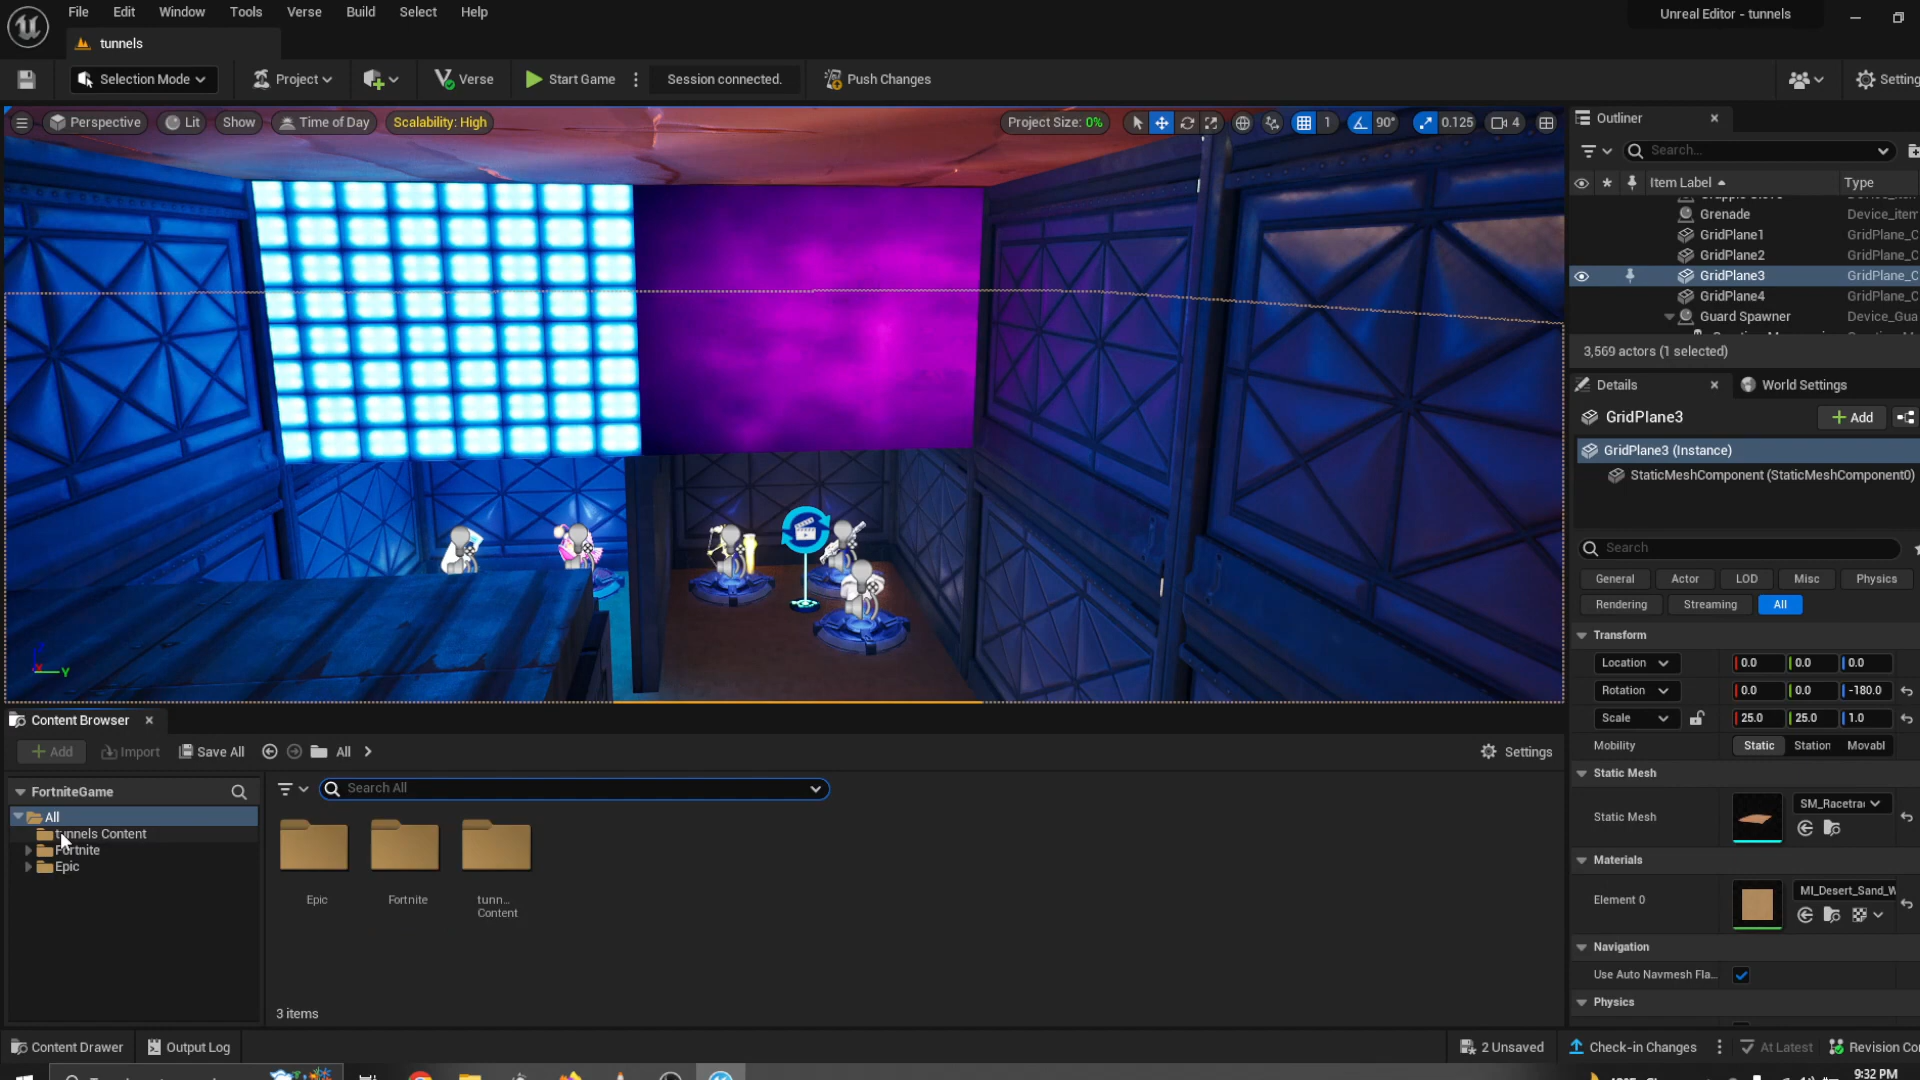 File Edit Window Tools Verse Build Select Help
Unreal Editor - tunnels
tunnels
Selection Mode
Project
Verse
Start Game
Session connected.
Push Changes
Perspective
Lit
Show
Time of Day
Scalability: High
Project Size: 0%
1
90°
0.125
4
Outliner
Search...
Item Label
Type
Grenade
GridPlane1
GridPlane_C
GridPlane2
GridPlane_C
GridPlane3
GridPlane_C
GridPlane4
GridPlane_C
Guard Spawner
Device_Gua
3,569 actors (1 selected)
Details
World Settings
GridPlane3
Add
GridPlane3 (Instance)
StaticMeshComponent (StaticMeshComponent0)
Search
General
Actor
LOD
Misc
Physics
Rendering
Streaming
All
Transform
Location
0.0
0.0
0.0
Rotation
0.0
0.0
-180.0
Scale
25.0
25.0
1.0
Mobility
Static
Station
Movabl
Static Mesh
Static Mesh
SM_Racetra
Materials
Element 0
MI_Desert_Sand_W
Navigation
Use Auto Navmesh Fla...
Physics
Y
Content Browser
Add
Import
Save All
All
Settings
FortniteGame
All
tunnels Content
Fortnite
Epic
Search All
Epic
Fortnite
tunn...
Content
3 items
Content Drawer
Output Log
2 Unsaved
Check-in Changes
At Latest
Revision Co
9:32 PM